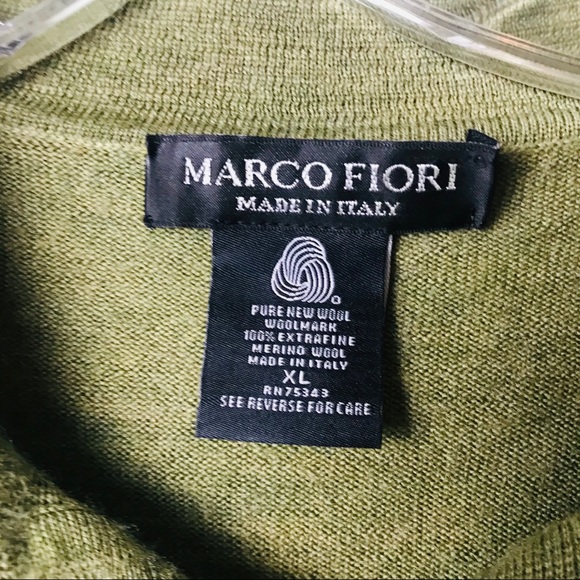 MARCO FIORI
MADE IN ITALY
PURE NEW WOOL
WOOLMARK
100% EXTRAFINE
MERINO WOOL
MADE IN ITALY
XL
RN75343
SEE REVERSE FOR CARE